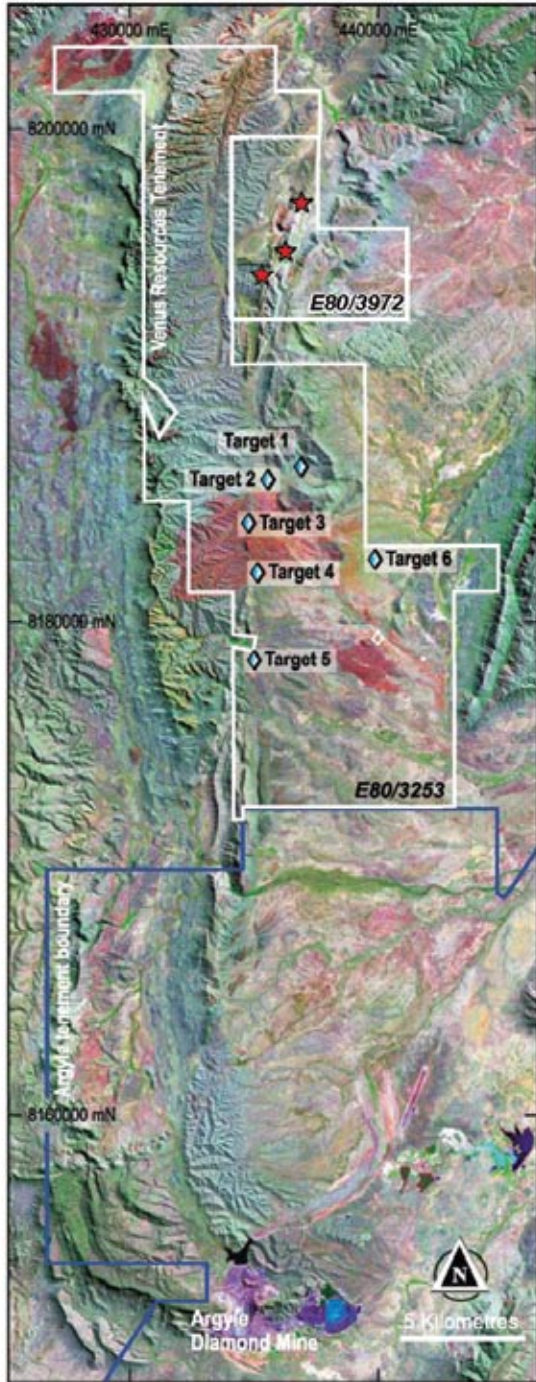 430000 mE
440000 mE
8200000 mN
Venus Resources Tenement
E80/3972
Target 1
Target 2
Target 3
Target 4
Target 6
8180000 mN
Target 5
E80/3253
Argyle tenement boundary
8160000 mN
N
Argyle
Diamond Mine
5 Kilometres